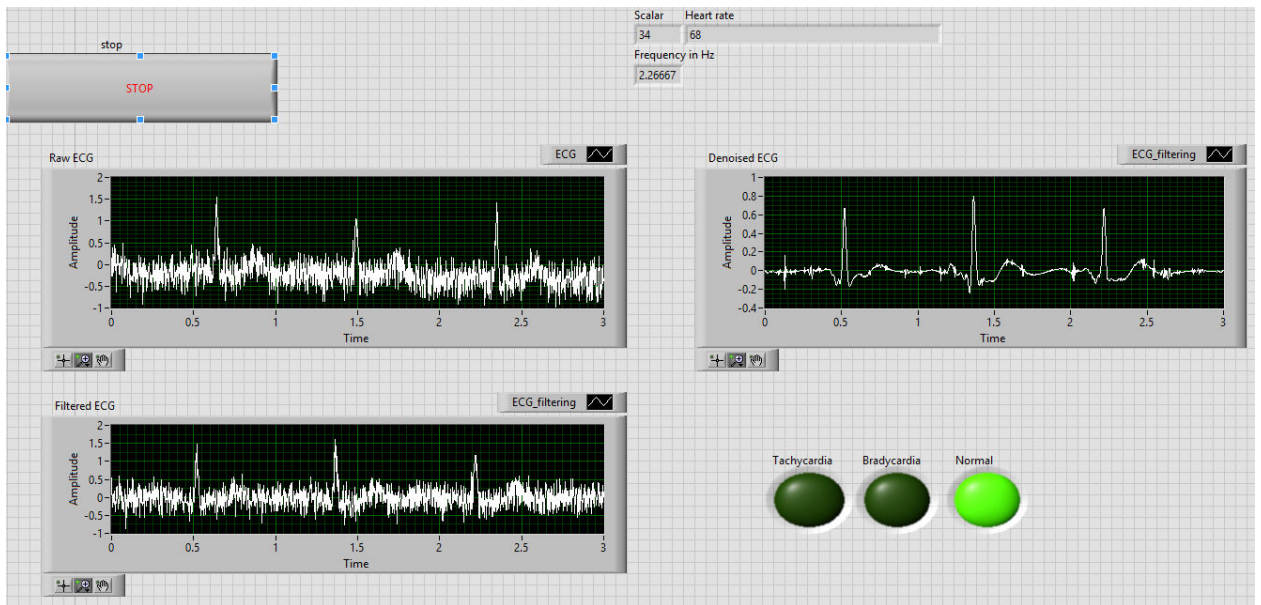 Scalar Heart rate
stop
34 68
Frequency in Hz
2.26667
STOP
Raw ECG
ECG
2
1.5
1
0.5
0
-0.5
-1
Amplitude
0 0.5 1 1.5 2 2.5 3
Time
Denoised ECG
ECG_filtering
1
0.8
0.6
0.4
0.2
0
-0.2
-0.4
Amplitude
0 0.5 1 1.5 2 2.5 3
Time
Filtered ECG
ECG_filtering
2
1.5
1
0.5
0
-0.5
-1
Amplitude
0 0.5 1 1.5 2 2.5 3
Time
Tachycardia Bradycardia Normal